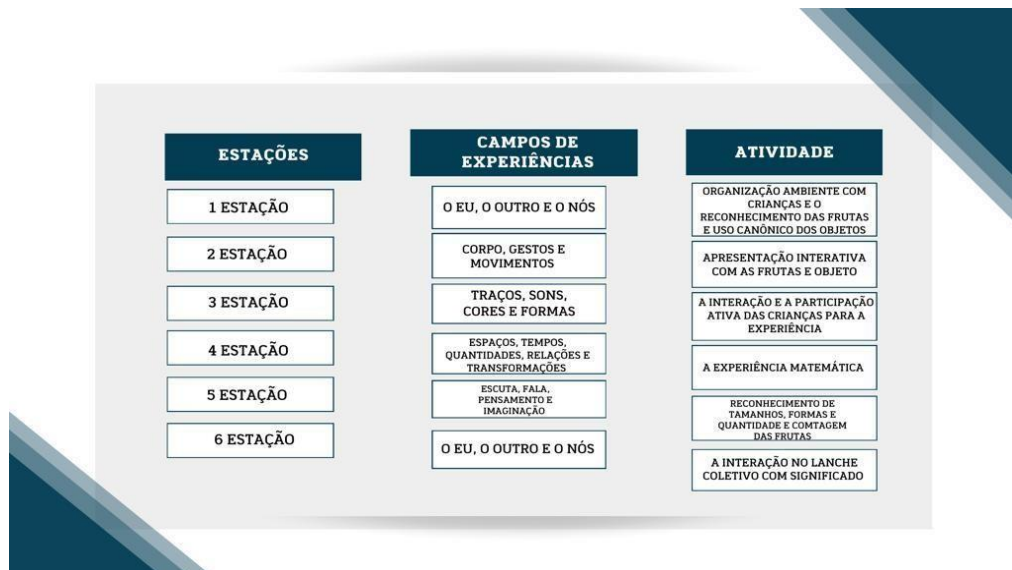 ESTAÇÕES
CAMPOS DE
EXPERIÊNCIAS
ATIVIDADE
1 ESTAÇÃO
O EU, O OUTRO E O NÓS
ORGANIZAÇÃO AMBIENTE COM
CRIANÇAS E O
RECONHECIMENTO DAS FRUTAS
E USO CANÔNICO DOS OBJETOS
2 ESTAÇÃO
CORPO, GESTOS E
MOVIMENTOS
APRESENTAÇÃO INTERATIVA
COM AS FRUTAS E OBJETO
3 ESTAÇÃO
TRAÇOS, SONS,
CORES E FORMAS
A INTERAÇÃO E A PARTICIPAÇÃO
ATIVA DAS CRIANÇAS PARA A
EXPERIÊNCIA
4 ESTAÇÃO
ESPAÇOS, TEMPOS,
QUANTIDADES, RELAÇÕES E
TRANSFORMAÇÕES
A EXPERIÊNCIA MATEMÁTICA
5 ESTAÇÃO
ESCUTA, FALA,
PENSAMENTO E
IMAGINAÇÃO
RECONHECIMENTO DE
TAMANHOS, FORMAS E
QUANTIDADE E COMTAGEM
DAS FRUTAS
6 ESTAÇÃO
O EU, O OUTRO E O NÓS
A INTERAÇÃO NO LANCHE
COLETIVO COM SIGNIFICADO